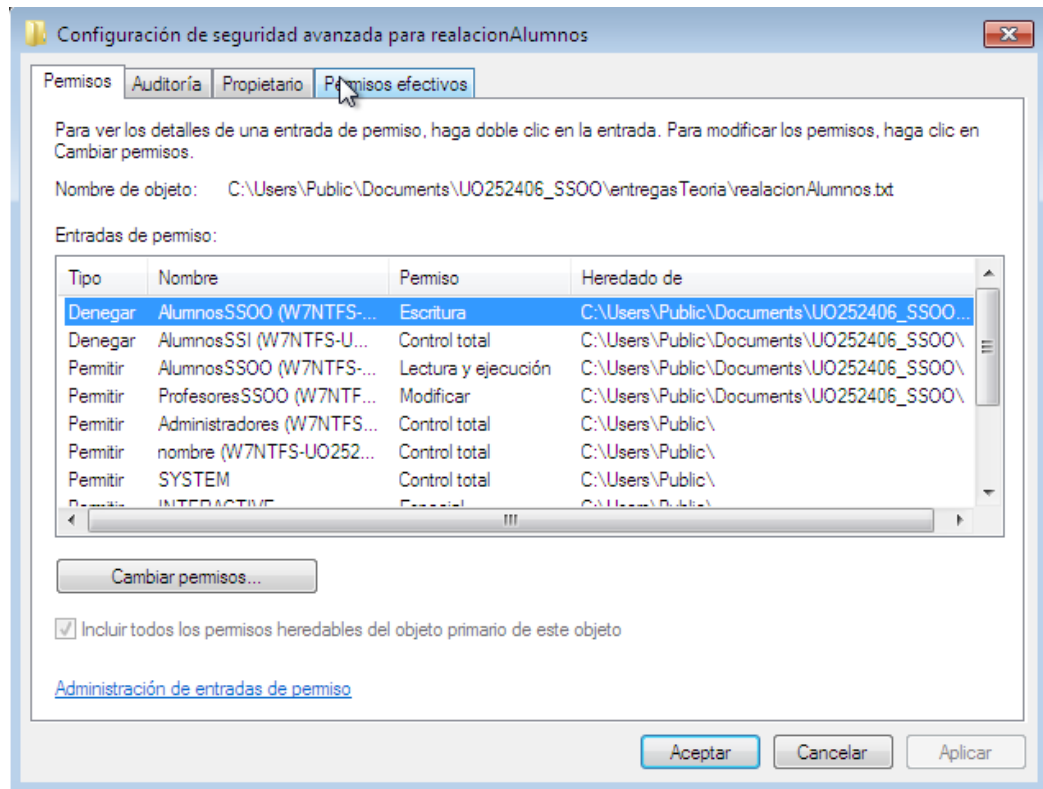 Configuración de seguridad avanzada para realacionAlumnos
Permisos Auditoría Propietario Permisos efectivos
Para ver los detalles de una entrada de permiso, haga doble clic en la entrada. Para modificar los permisos, haga clic en
Cambiar permisos.
Nombre de objeto: C:\Users\Public\Documents\UO252406_SSOO\entregasTeoria\realacionAlumnos.txt
Entradas de permiso:
Tipo Nombre Permiso Heredado de
Denegar AlumnosSSOO (W7NTFS-... Escritura C:\Users\Public\Documents\UO252406_SSOO...
Denegar AlumnosSSI (W7NTFS-U... Control total C:\Users\Public\Documents\UO252406_SSOO\
Permitir AlumnosSSOO (W7NTFS-... Lectura y ejecución C:\Users\Public\Documents\UO252406_SSOO\
Permitir ProfesoresSSOO (W7NTF... Modificar C:\Users\Public\Documents\UO252406_SSOO\
Permitir Administradores (W7NTFS... Control total C:\Users\Public\
Permitir nombre (W7NTFS-UO252... Control total C:\Users\Public\
Permitir SYSTEM Control total C:\Users\Public\
Permitir INTERACTIVE Especial C:\Users\Public\
Cambiar permisos...
Incluir todos los permisos heredables del objeto primario de este objeto
Administración de entradas de permiso
Aceptar Cancelar Aplicar